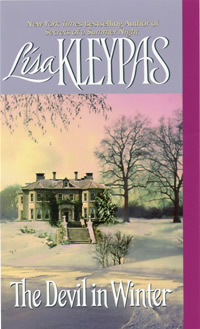 New York Times Bestselling Author of
Secrets of a Summer Night
Lisa KLEYPAS
The Devil in Winter